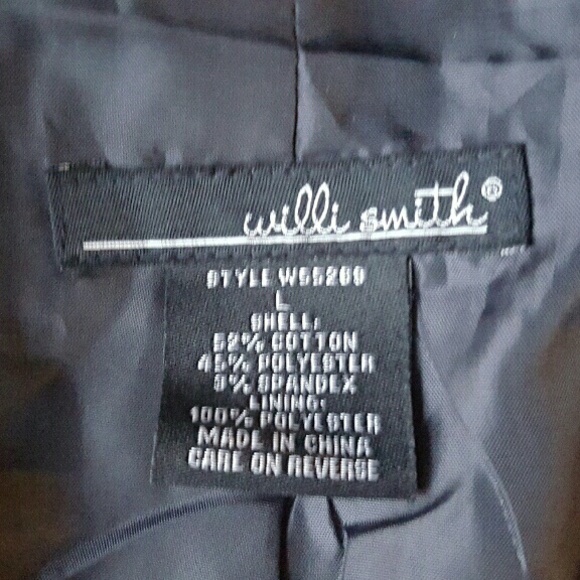 willi smith®
STYLE W55269
L
SHELL:
52% COTTON
45% POLYESTER
3% SPANDEX
LINING:
100% POLYESTER
MADE IN CHINA
CARE ON REVERSE